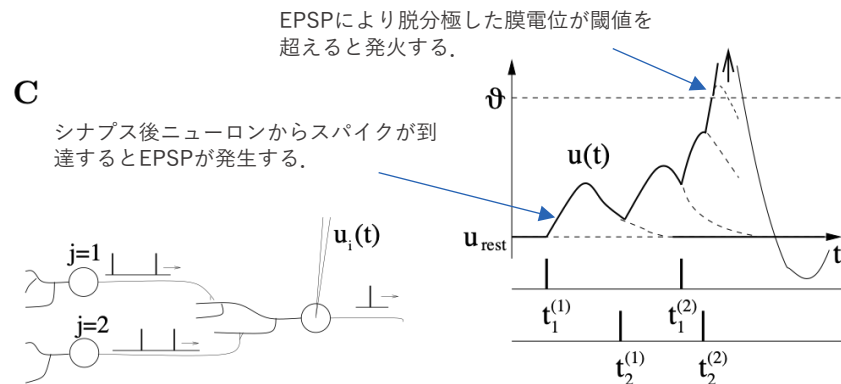 EPSPにより脱分極した膜電位が閾値を
超えると発火する．
C
シナプス後ニューロンからスパイクが到
達するとEPSPが発生する．
ϑ
u(t)
u_rest
t
u_i(t)
j=1
j=2
t_1^(1)
t_1^(2)
t_2^(1)
t_2^(2)